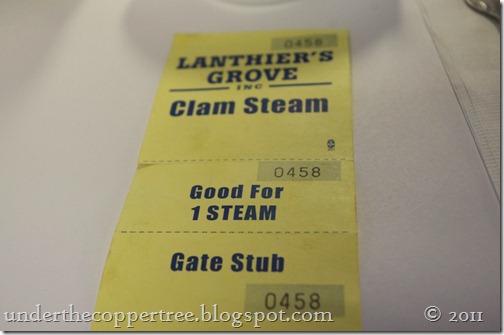 0458
LANTHIER'S
GROVE
INC
Clam Steam
0458
Good For
1 STEAM
Gate Stub
0458
underthecoppertree.blogspot.com © 2011